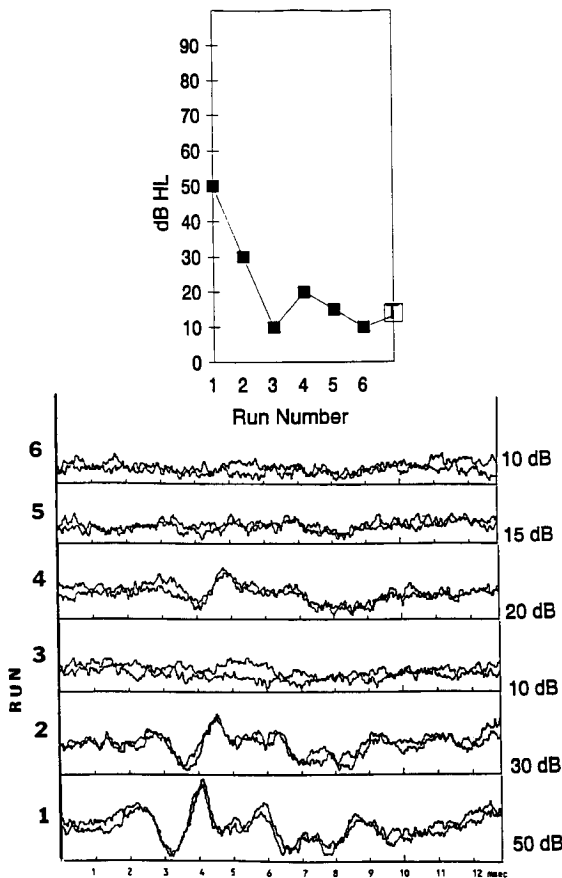 90
80
70
60
50
40
30
20
10
0
dB HL
1 2 3 4 5 6
Run Number
6 10 dB
5 15 dB
4 20 dB
3 10 dB
2 30 dB
1 50 dB
RUN
1 2 3 4 5 6 7 8 9 10 11 12 msec